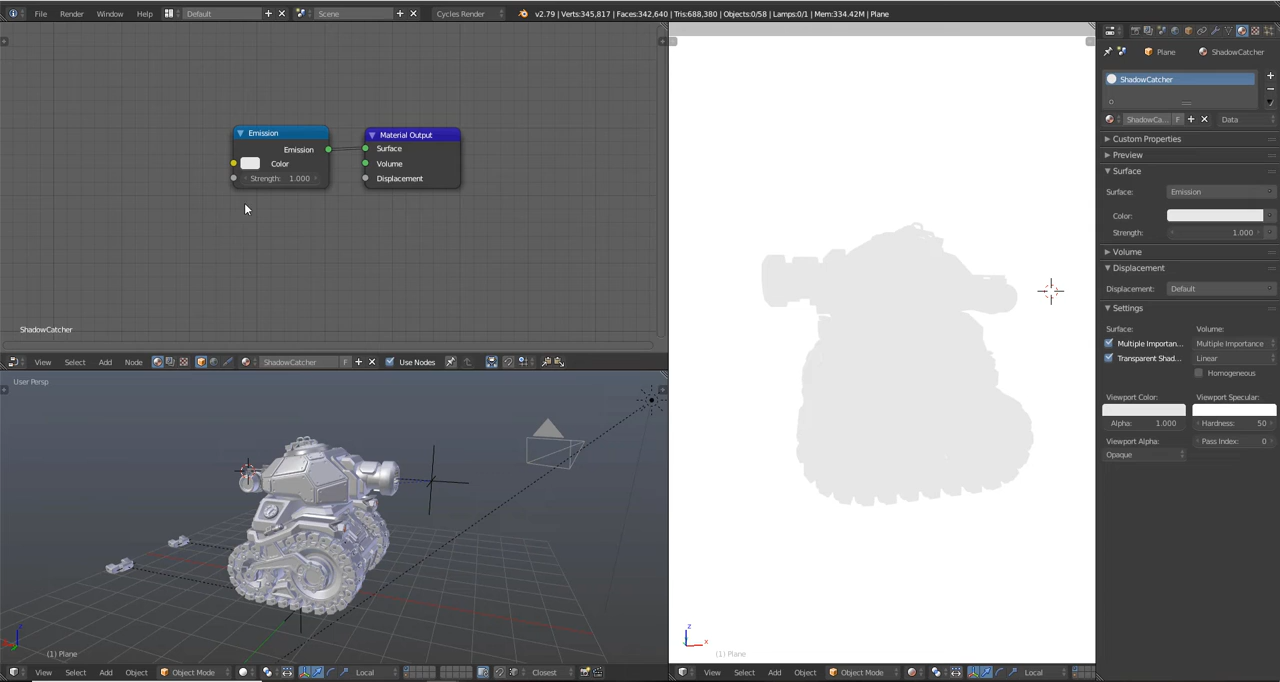 File Render Window Help Default Scene Cycles Render v2.79 | Verts:345,817 | Faces:342,640 | Tris:688,380 | Objects:0/58 | Lamps:0/1 | Mem:334.42M | Plane
Emission
Emission
Color
Strength: 1.000
Material Output
Surface
Volume
Displacement
ShadowCatcher
View Select Add Node ShadowCatcher F Use Nodes
User Persp
(1) Plane
View Select Add Object Object Mode Local Closest
z
x
(1) Plane
View Select Add Object Object Mode Local
Plane ShadowCatcher
ShadowCatcher
ShadowCa... F Data
Custom Properties
Preview
Surface
Surface: Emission
Color:
Strength: 1.000
Volume
Displacement
Displacement: Default
Settings
Surface: Volume:
Multiple Importan... Multiple Importance
Transparent Shad... Linear
Homogeneous
Viewport Color: Viewport Specular:
Alpha: 1.000 Hardness: 50
Viewport Alpha: Pass Index: 0
Opaque